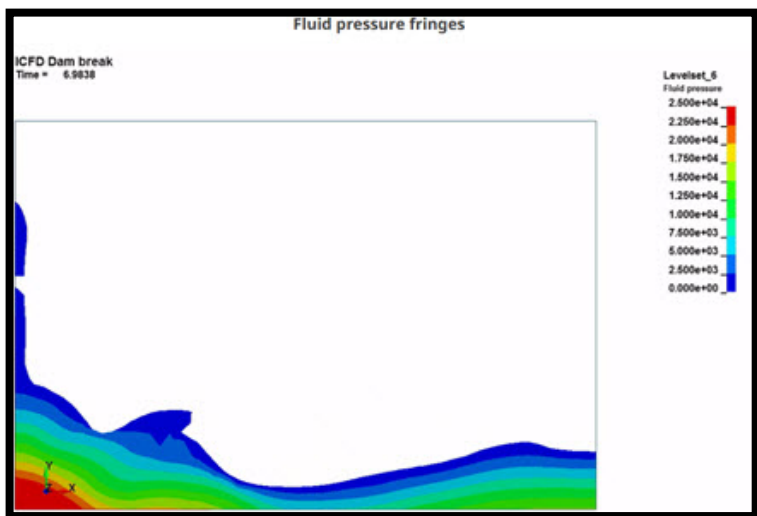 Fluid pressure fringes
ICFD Dam break
Time = 6.9838
Levelset_6
Fluid pressure
2.500e+04
2.250e+04
2.000e+04
1.750e+04
1.500e+04
1.250e+04
1.000e+04
7.500e+03
5.000e+03
2.500e+03
0.000e+00
Y
Z X